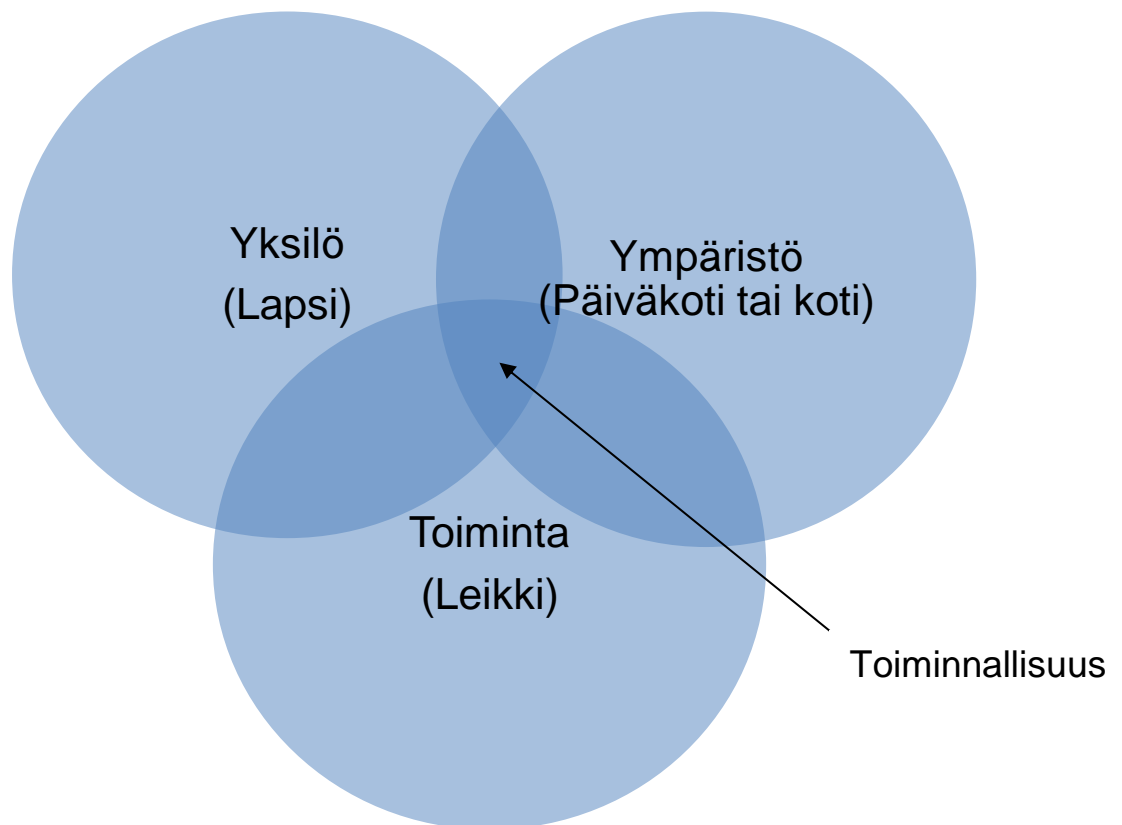 Yksilö
(Lapsi)
Ympäristö
(Päiväkoti tai koti)
Toiminta
(Leikki)
Toiminnallisuus